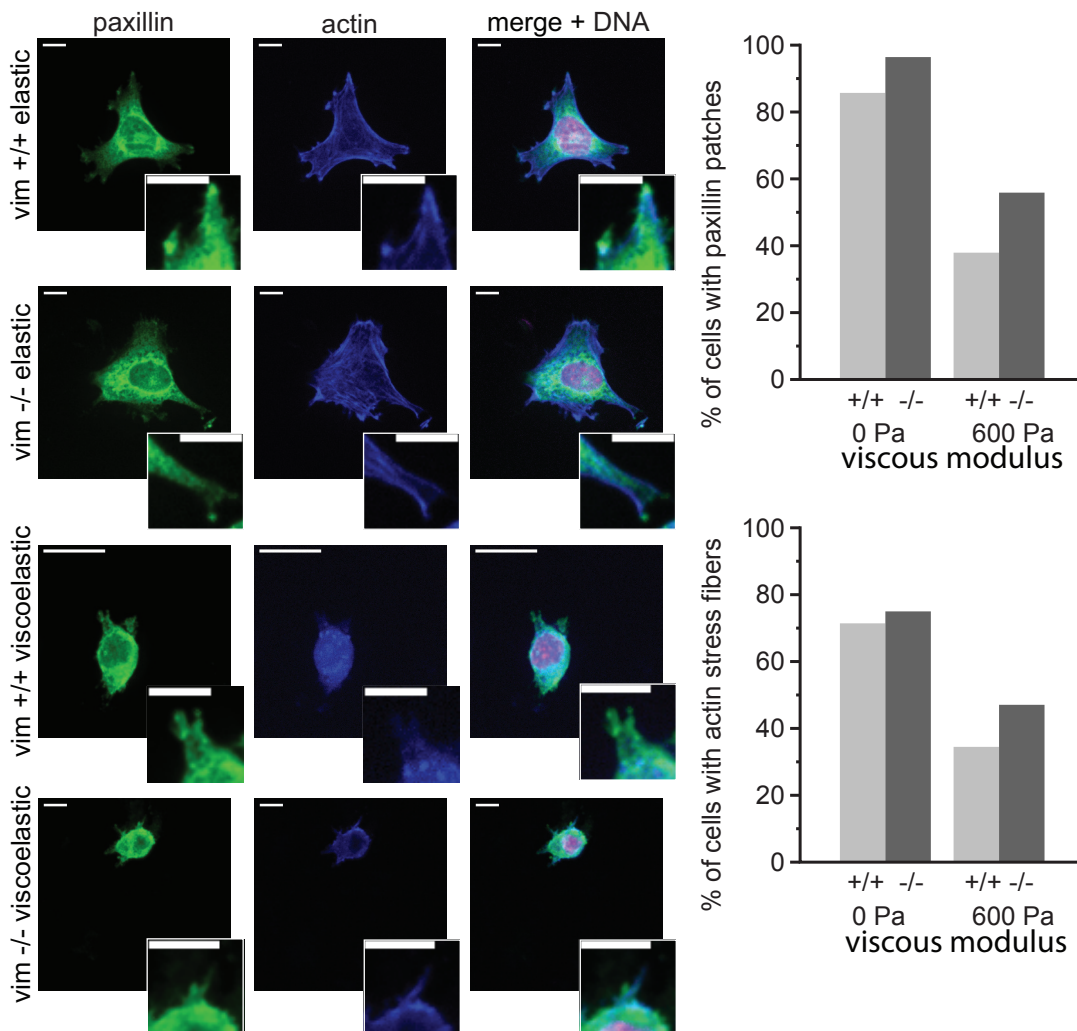 paxillin
actin
merge + DNA
vim +/+ elastic
vim -/- elastic
vim +/+ viscoelastic
vim -/- viscoelastic
% of cells with paxillin patches
100
80
60
40
20
0
+/+ -/- +/+ -/-
0 Pa 600 Pa
viscous modulus
% of cells with actin stress fibers
100
80
60
40
20
0
+/+ -/- +/+ -/-
0 Pa 600 Pa
viscous modulus